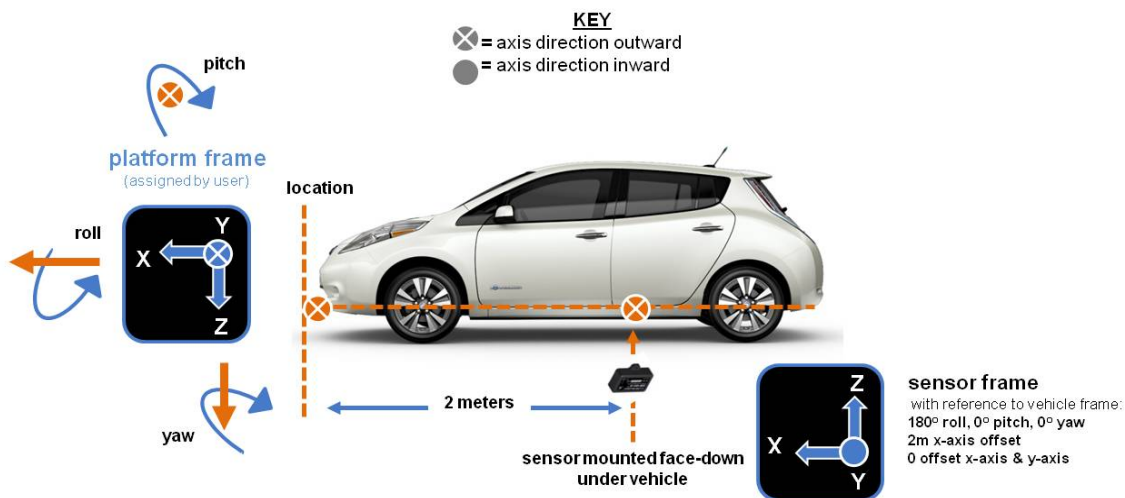 KEY
= axis direction outward
= axis direction inward
pitch
platform frame
(assigned by user)
location
roll
Y
X
Z
yaw
2 meters
sensor mounted face-down
under vehicle
Z
X
Y
sensor frame
with reference to vehicle frame:
180º roll, 0º pitch, 0º yaw
2m x-axis offset
0 offset x-axis & y-axis